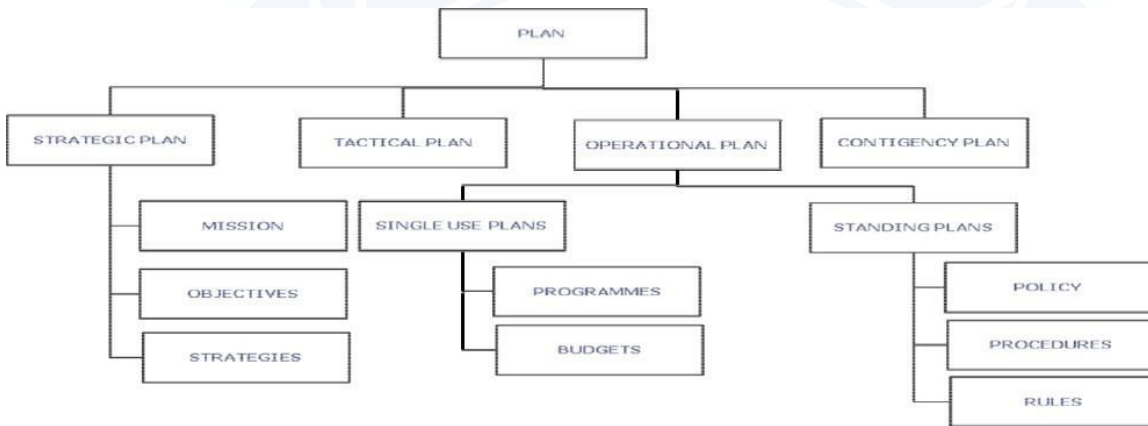 PLAN
STRATEGIC PLAN
TACTICAL PLAN
OPERATIONAL PLAN
CONTIGENCY PLAN
MISSION
SINGLE USE PLANS
STANDING PLANS
OBJECTIVES
PROGRAMMES
POLICY
STRATEGIES
BUDGETS
PROCEDURES
RULES